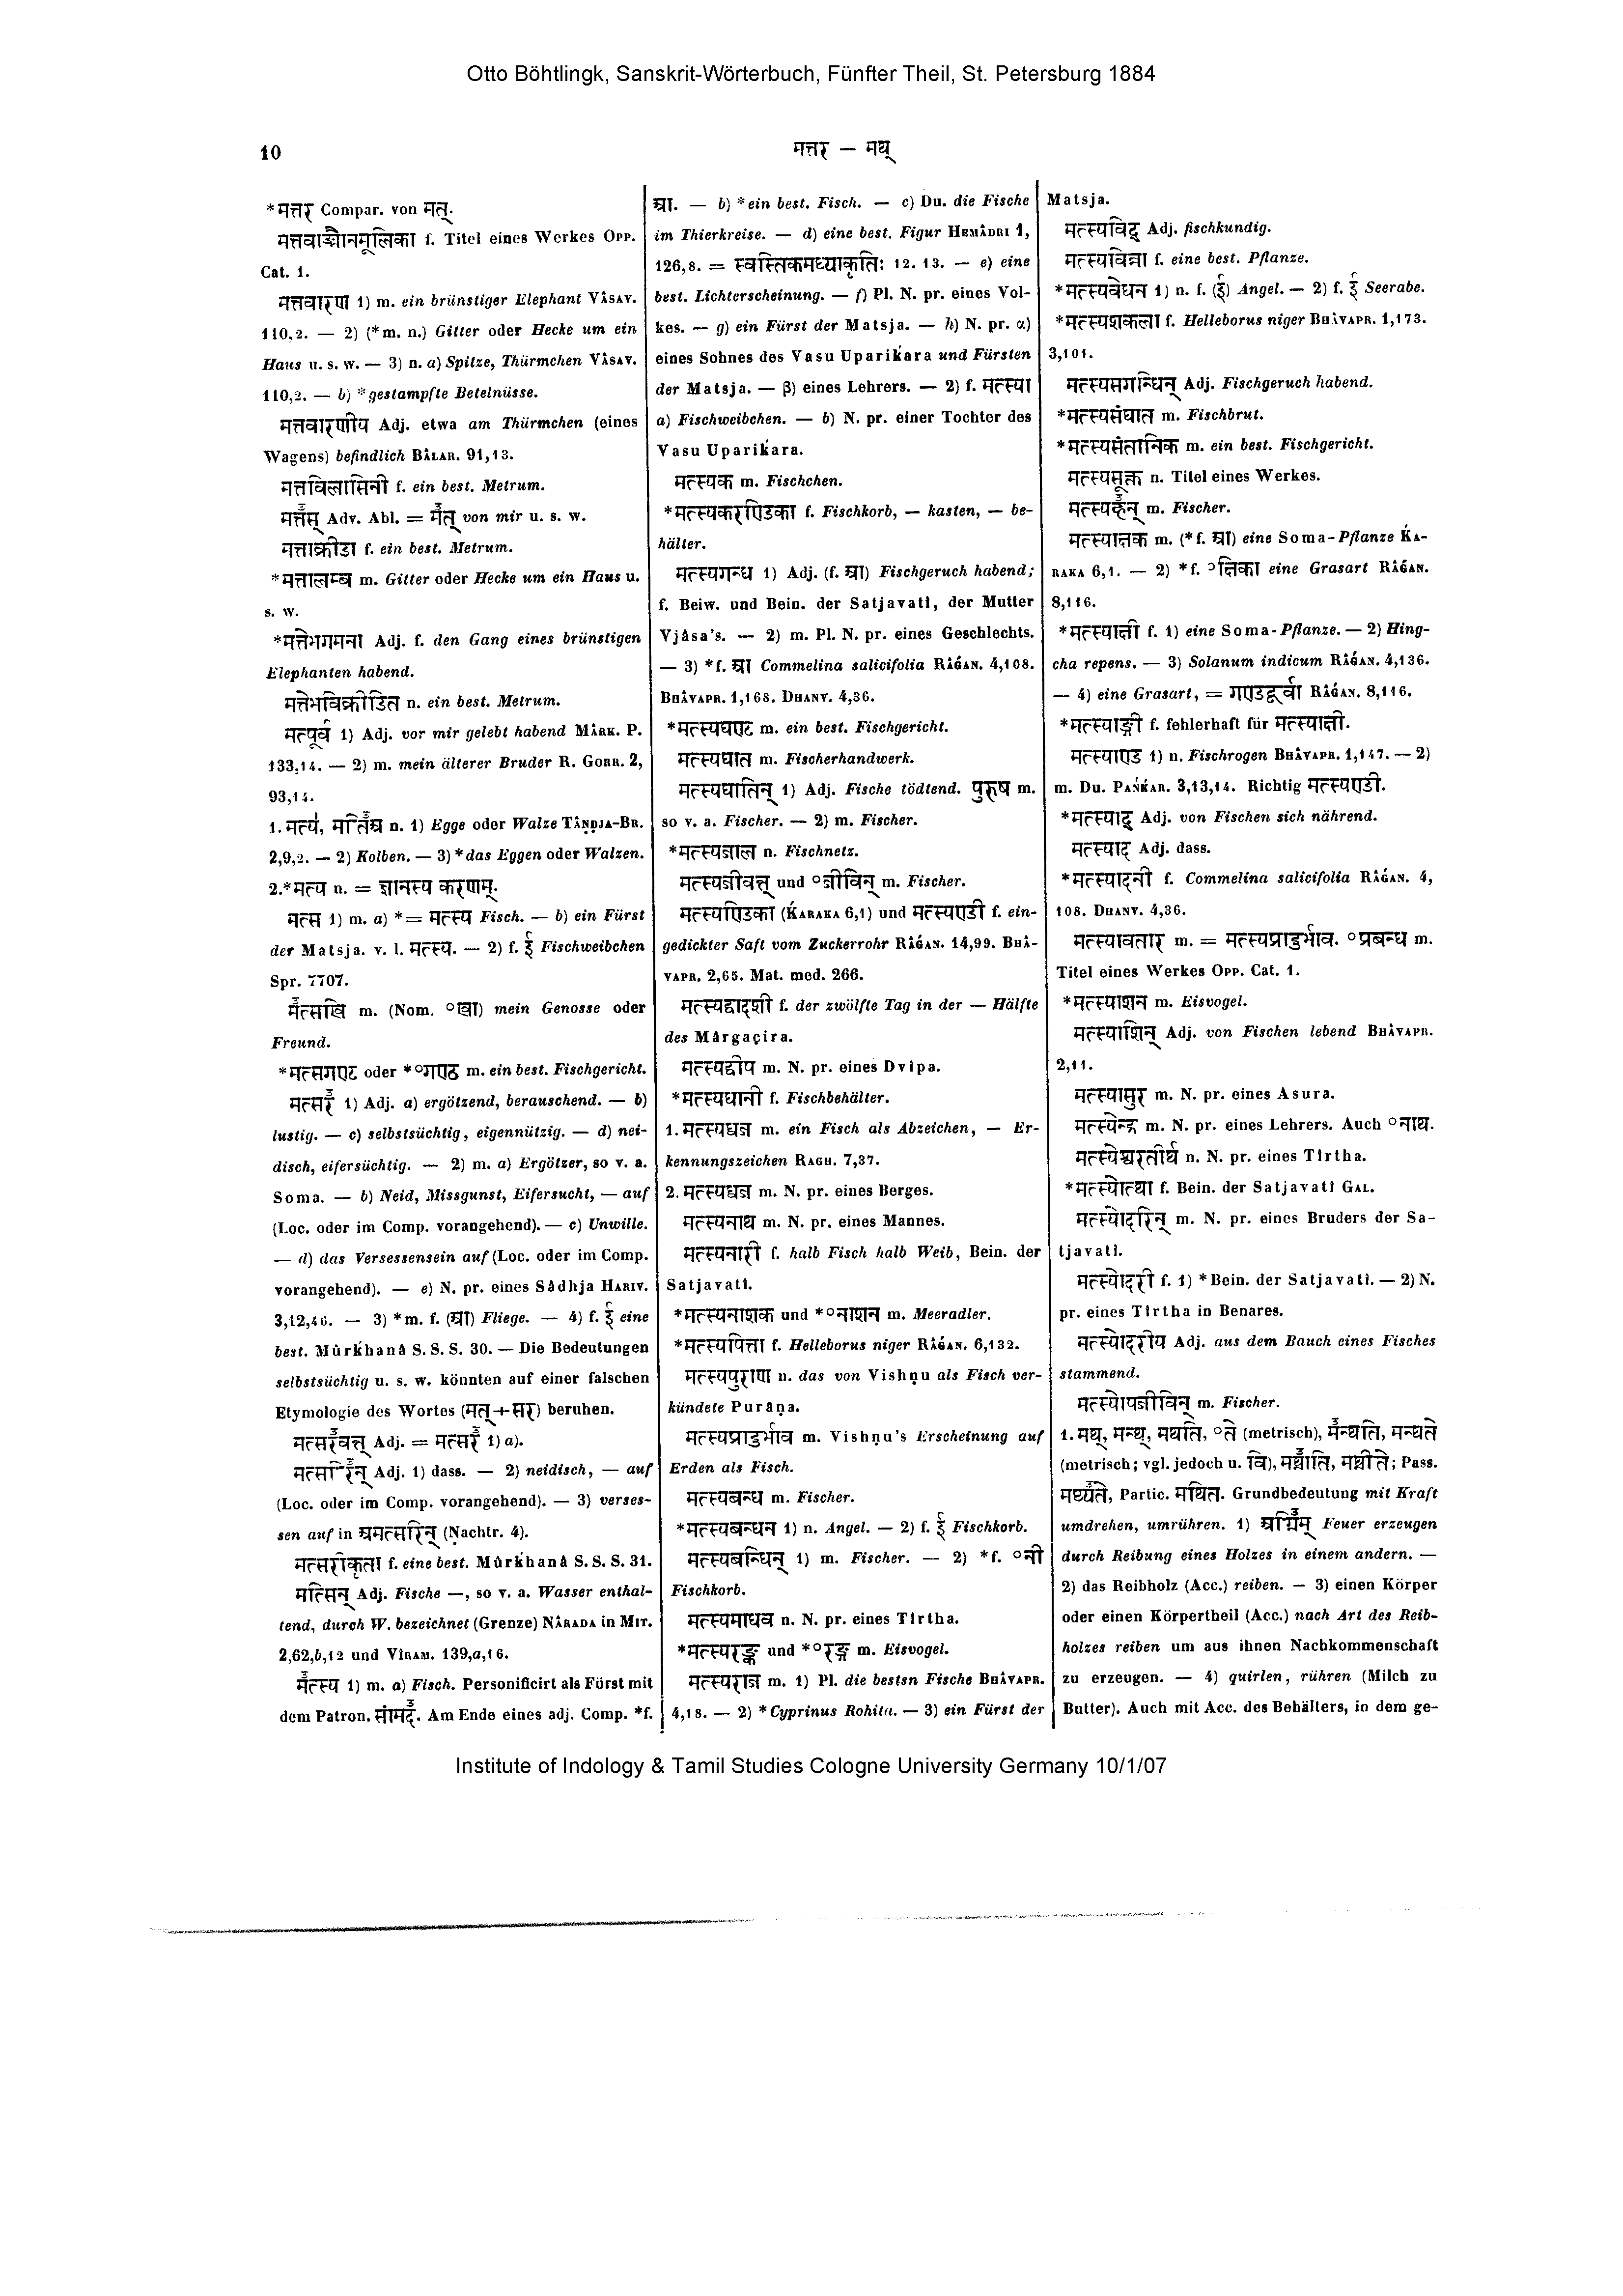 Otto Böhtlingk, Sanskrit-Wörterbuch, Fünfter Theil, St. Petersburg 1884
10
मत्तर — मथ्
*मत्तर Compar. von मत्.
f. Titel eines Werkes Opp.
Cat. 1.
मत्तवारण 1) m. ein brünstiger Elephant Vâsav.
110,2. — 2) (*m. n.) Gitter oder Hecke um ein
Haus u. s. w. — 3) n. a) Spitze, Thürmchen Vâsav.
110,2. — b) *gestampfte Betelnüsse.
मत्तवारणीय Adj. etwa am Thürmchen (eines
Wagens) befindlich Bâlar. 91,13.
मत्तविलासिनी f. ein best. Metrum.
मत्तस् Adv. Abl. = मत् von mir u. s. w.
मत्ताक्रीडा f. ein best. Metrum.
*मत्तालम्ब m. Gitter oder Hecke um ein Haus u.
s. w.
*मत्तेभगमना Adj. f. den Gang eines brünstigen
Elephanten habend.
मत्तेभविक्रीडित n. ein best. Metrum.
मत्पूर्व 1) Adj. vor mir gelebt habend Mârk. P.
133,14. — 2) m. mein älterer Bruder R. Gorr. 2,
93,14.
1. मत्य, n. 1) Egge oder Walze Tâṇḍja-Br.
2,9,2. — 2) Kolben. — 3) *das Eggen oder Walzen.
2.*मत्य n. = ज्ञानस्य करणम्.
मत्स 1) m. a) *= मत्स्य Fisch. — b) ein Fürst
der Matsja. v. l. मत्स्य. — 2) f. ई Fischweibchen
Spr. 7707.
मत्सखि m. (Nom. °खा) mein Genosse oder
Freund.
*मत्सगण्ट oder *°गण्ठ m. ein best. Fischgericht.
मत्सर 1) Adj. a) ergötzend, berauschend. — b)
lustig. — c) selbstsüchtig, eigennützig. — d) nei-
disch, eifersüchtig. — 2) m. a) Ergötzer, so v. a.
Soma. — b) Neid, Missgunst, Eifersucht, — auf
(Loc. oder im Comp. vorangehend). — c) Unwille.
— d) das Versessensein auf (Loc. oder im Comp.
vorangehend). — e) N. pr. eines Sâdhja Hariv.
3,12,46. — 3) *m. f. (आ) Fliege. — 4) f. ई eine
best. Mûrkhanâ S. S. S. 30. — Die Bedeutungen
selbstsüchtig u. s. w. könnten auf einer falschen
Etymologie des Wortes (मत् + सर) beruhen.
मत्सरवत् Adj. = मत्सर 1) a).
मत्सरिन् Adj. 1) dass. — 2) neidisch, — auf
(Loc. oder im Comp. vorangehend). — 3) verses-
sen auf in अमत्सरिन् (Nachtr. 4).
मत्सरीकृता f. eine best. Mûrkhanâ S. S. S. 31.
मत्सिन् Adj. Fische —, so v. a. Wasser enthal-
tend, durch W. bezeichnet (Grenze) Nârada in Mit.
2,62,b,12 und Vîram. 139,a,16.
मत्स्य 1) m. a) Fisch. Personificirt als Fürst mit
dem Patron. सांमद. Am Ende eines adj. Comp. *f.
आ. — b) *ein best. Fisch. — c) Du. die Fische
im Thierkreise. — d) eine best. Figur Hemâdri 1,
126,8. = स्वस्तिकमध्याकृतिः 12. 13. — e) eine
best. Lichterscheinung. — f) Pl. N. pr. eines Vol-
kes. — g) ein Fürst der Matsja. — h) N. pr. α)
eines Sohnes des Vasu Uparikara und Fürsten
der Matsja. — β) eines Lehrers. — 2) f. मत्स्या
a) Fischweibchen. — b) N. pr. einer Tochter des
Vasu Uparikara.
मत्स्यक m. Fischchen.
*मत्स्यकरण्डिका f. Fischkorb, — kasten, — be-
hälter.
मत्स्यगन्ध 1) Adj. (f. आ) Fischgeruch habend;
f. Beiw. und Bein. der Satjavatî, der Mutter
Vjâsa's. — 2) m. Pl. N. pr. eines Geschlechts.
— 3) *f. आ Commelina salicifolia Râǵan. 4,108.
Bhâvapr. 1,168. Dhanv. 4,36.
*मत्स्यघण्ट m. ein best. Fischgericht.
मत्स्यघात m. Fischerhandwerk.
मत्स्यघातिन् 1) Adj. Fische tödtend. पुरुष m.
so v. a. Fischer. — 2) m. Fischer.
*मत्स्यजाल n. Fischnetz.
मत्स्यजीवत् und °जीविन् m. Fischer.
मत्स्यण्डिका (Karaka 6,1) und मत्स्यण्डी f. ein-
gedickter Saft vom Zuckerrohr Râǵan. 14,99. Bhâ-
vapr. 2,65. Mat. med. 266.
मत्स्यद्वादशी f. der zwölfte Tag in der — Hälfte
des Mârgaçira.
मत्स्यद्वीप m. N. pr. eines Dvîpa.
*मत्स्यधानी f. Fischbehälter.
1. मत्स्यध्वज m. ein Fisch als Abzeichen, — Er-
kennungszeichen Ragh. 7,37.
2. मत्स्यध्वज m. N. pr. eines Berges.
मत्स्यनाथ m. N. pr. eines Mannes.
मत्स्यनारी f. halb Fisch halb Weib, Bein. der
Satjavatî.
*मत्स्यनाशक und *°नाशन m. Meeradler.
*मत्स्यपित्ता f. Helleborus niger Râǵan. 6,132.
मत्स्यपुराण n. das von Vishṇu als Fisch ver-
kündete Purâṇa.
मत्स्यप्रादुर्भाव m. Vishṇu's Erscheinung auf
Erden als Fisch.
मत्स्यबन्ध m. Fischer.
*मत्स्यबन्धन 1) n. Angel. — 2) f. ई Fischkorb.
मत्स्यबन्धिन् 1) m. Fischer. — 2) *f. °नी
Fischkorb.
मत्स्यमाधव n. N. pr. eines Tîrtha.
*मत्स्यरङ्क und *°रङ्ग m. Eisvogel.
मत्स्यराज m. 1) Pl. die bestsn Fische Bhâvapr.
4,18. — 2) *Cyprinus Rohita. — 3) ein Fürst der
Matsja.
मत्स्यविद् Adj. fischkundig.
मत्स्यविन्ना f. eine best. Pflanze.
*मत्स्यवेधन 1) n. f. (ई) Angel. — 2) f. ई Seerabe.
*मत्स्यशकला f. Helleborus niger Bhâvapr. 1,173.
3,101.
मत्स्यसगन्धिन् Adj. Fischgeruch habend.
*मत्स्यसंघात m. Fischbrut.
*मत्स्यसंतानिक m. ein best. Fischgericht.
मत्स्यसूक्त n. Titel eines Werkes.
मत्स्यहन् m. Fischer.
मत्स्याक्षक m. (*f. आ) eine Soma-Pflanze Ka-
raka 6,1. — 2) *f. °क्षिका eine Grasart Râǵan.
8,116.
*मत्स्याक्षी f. 1) eine Soma-Pflanze. — 2) Hing-
cha repens. — 3) Solanum indicum Râǵan. 4,136.
— 4) eine Grasart, = गण्डदूर्वा Râǵan. 8,116.
*मत्स्याङ्गी f. fehlerhaft für मत्स्याक्षी.
मत्स्याण्ड 1) n. Fischrogen Bhâvapr. 1,147. — 2)
m. Du. Pańkar. 3,13,14. Richtig मत्स्यण्डी.
*मत्स्याद् Adj. von Fischen sich nährend.
मत्स्याद Adj. dass.
*मत्स्यादनी f. Commelina salicifolia Râǵan. 4,
108. Dhanv. 4,36.
मत्स्यावतार m. = मत्स्यप्रादुर्भाव. °प्रबन्ध m.
Titel eines Werkes Opp. Cat. 1.
*मत्स्याशन m. Eisvogel.
मत्स्याशिन् Adj. von Fischen lebend Bhâvapr.
2,11.
मत्स्यासुर m. N. pr. eines Asura.
मत्स्येन्द्र m. N. pr. eines Lehrers. Auch °नाथ.
मत्स्येश्वरतीर्थ n. N. pr. eines Tîrtha.
*मत्स्योत्था f. Bein. der Satjavatî Gal.
मत्स्योदरिन् m. N. pr. eines Bruders der Sa-
tjavatî.
मत्स्योदरी f. 1) *Bein. der Satjavatî. — 2) N.
pr. eines Tîrtha in Benares.
मत्स्योदरीय Adj. aus dem Bauch eines Fisches
stammend.
मत्स्योपजीविन् m. Fischer.
1. मथ्, मन्थ्, मथति, °ते (metrisch), मन्थति, मन्थते
(metrisch; vgl. jedoch u. वि), मथ्नाति, मथ्नीते; Pass.
मथ्यते, Partic. मथित. Grundbedeutung mit Kraft
umdrehen, umrühren. 1) अग्निम् Feuer erzeugen
durch Reibung eines Holzes in einem andern. —
2) das Reibholz (Acc.) reiben. — 3) einen Körper
oder einen Körpertheil (Acc.) nach Art des Reib-
holzes reiben um aus ihnen Nachkommenschaft
zu erzeugen. — 4) quirlen, rühren (Milch zu
Butter). Auch mit Acc. des Behälters, in dem ge-
Institute of Indology & Tamil Studies Cologne University Germany 10/1/07